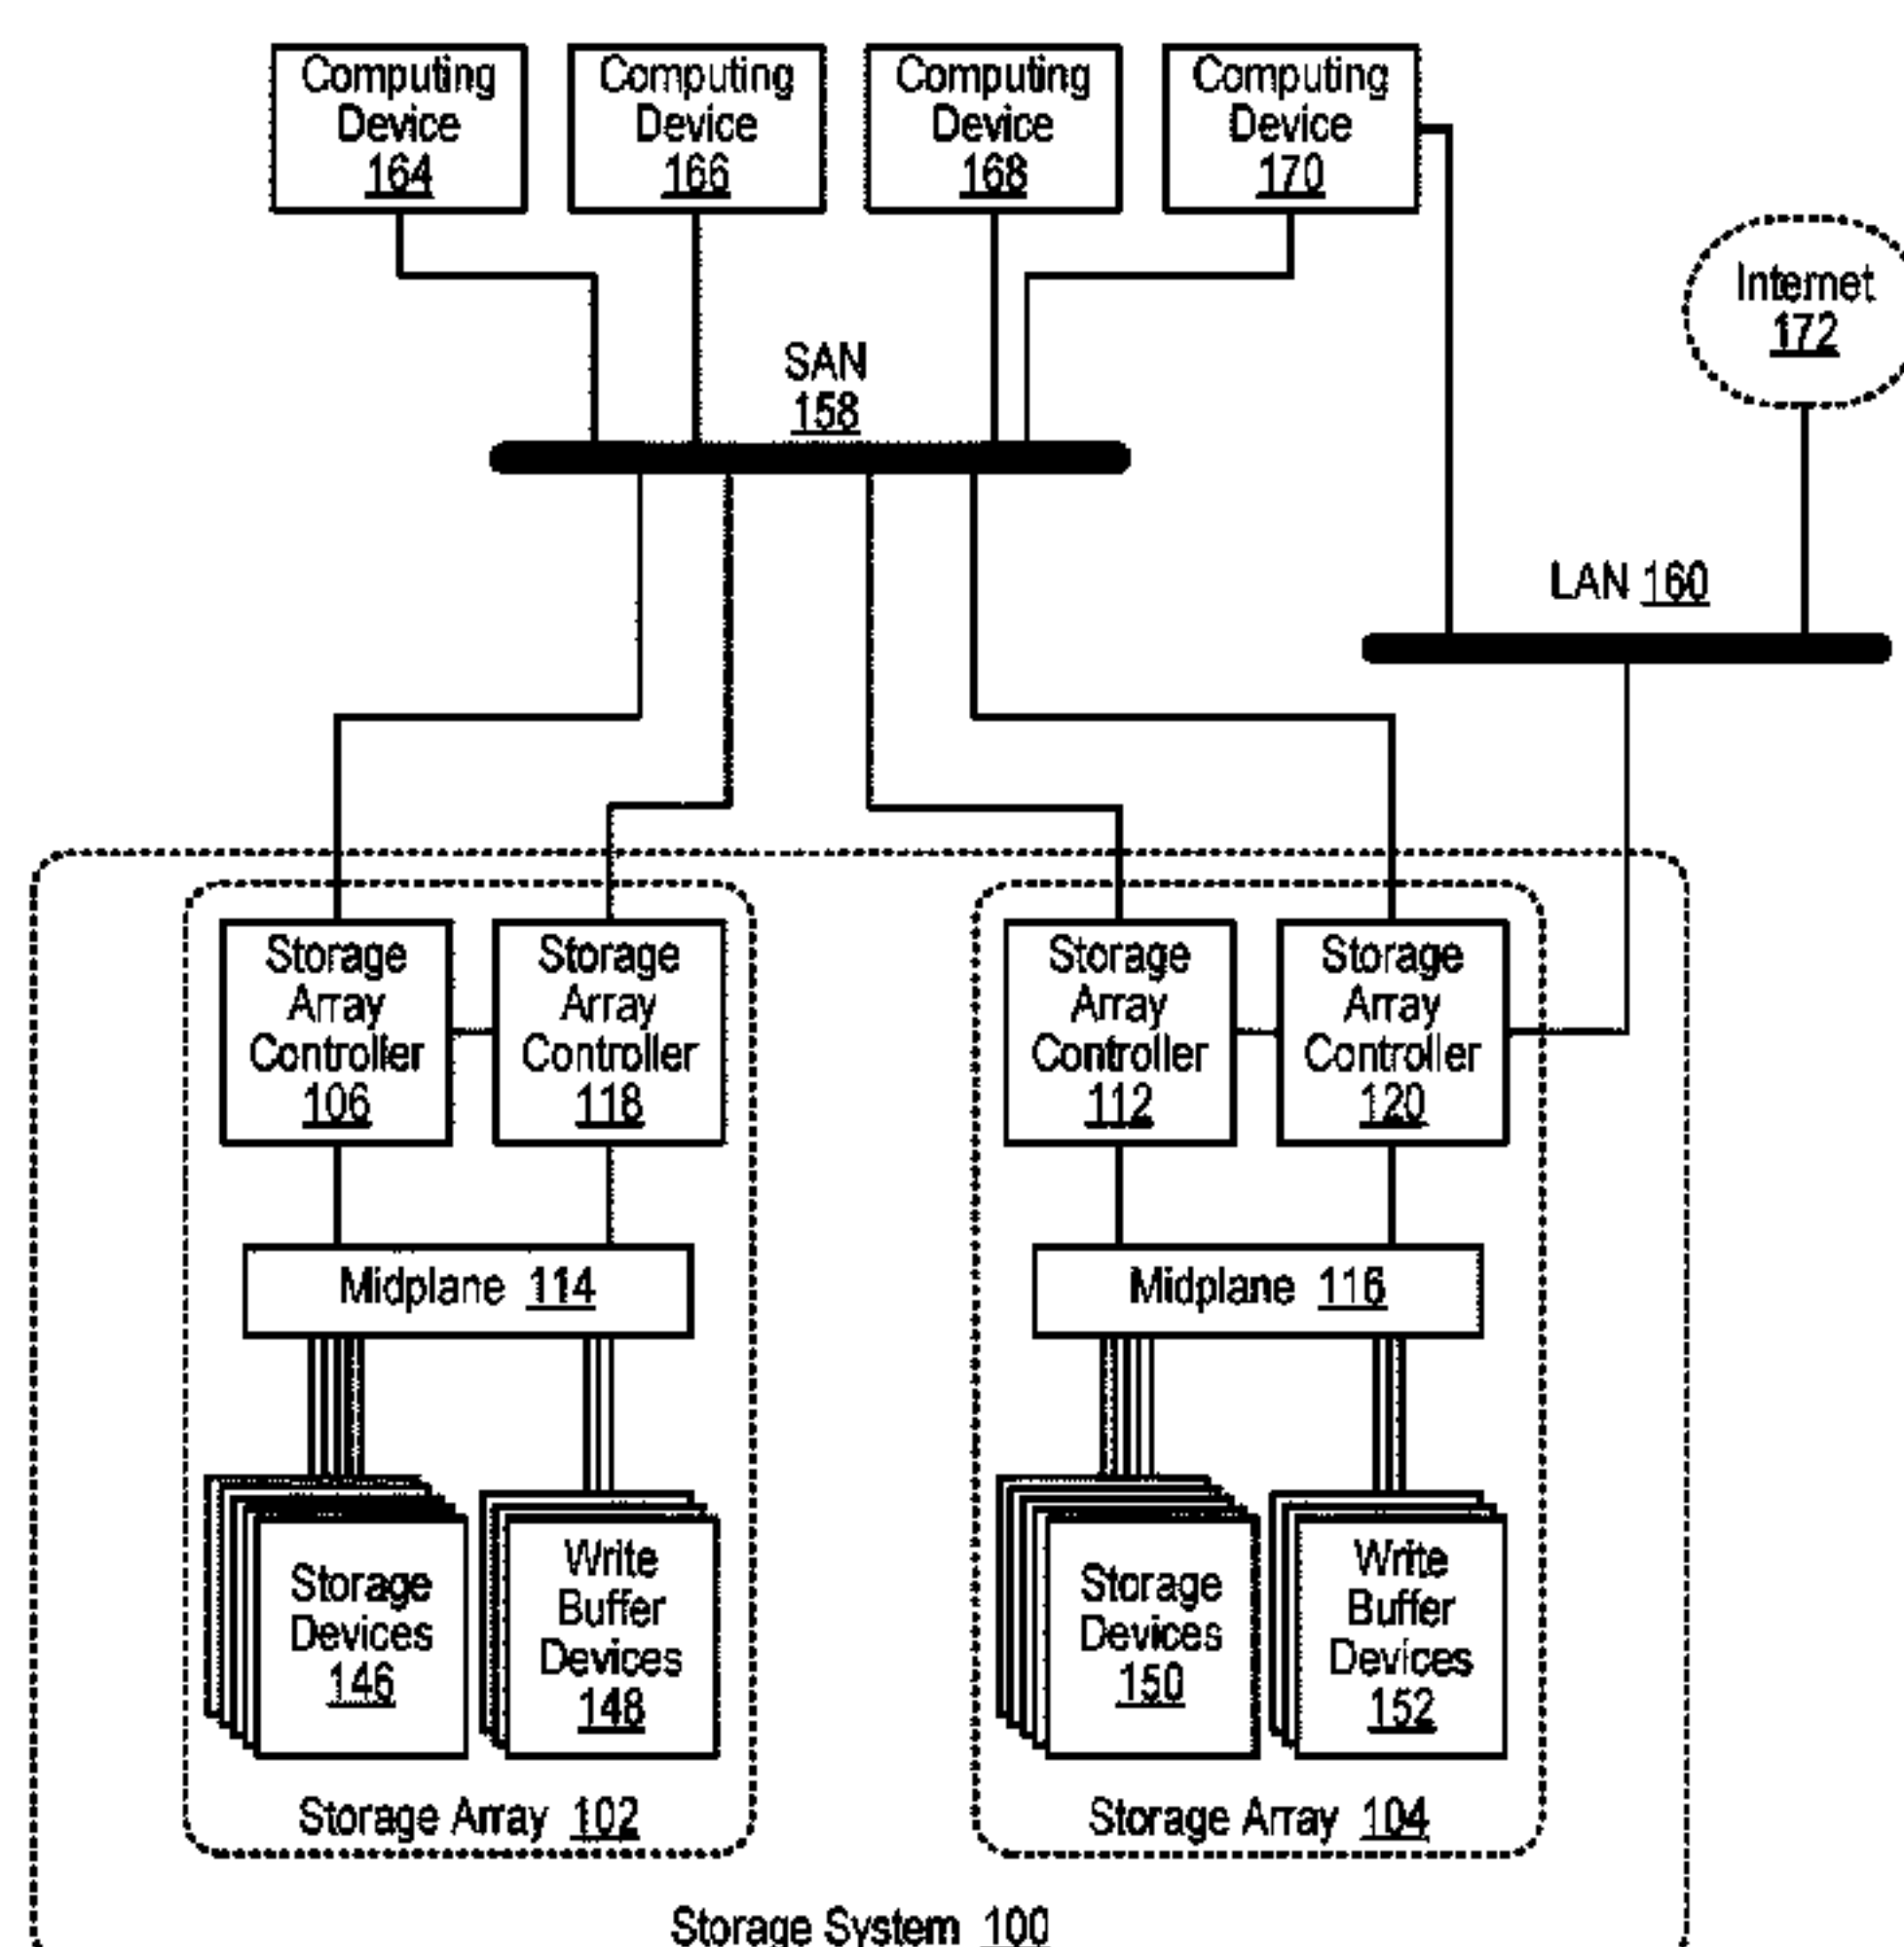 Computing
Device
164
Computing
Device
166
Computing
Device
168
Computing
Device
170
Internet
172
SAN
158
LAN 160
Storage
Array
Controller
106
Storage
Array
Controller
118
Storage
Array
Controller
112
Storage
Array
Controller
120
Midplane 114
Midplane 116
Storage
Devices
146
Write
Buffer
Devices
148
Storage
Devices
150
Write
Buffer
Devices
152
Storage Array 102
Storage Array 104
Storage System 100